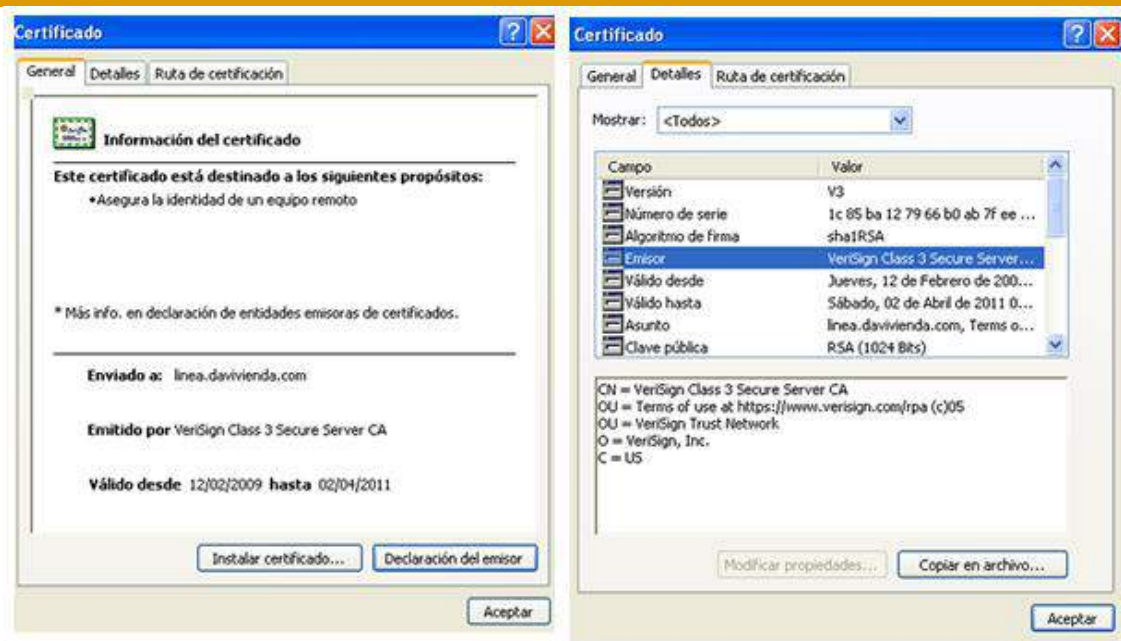 Certificado
General Detalles Ruta de certificación
Información del certificado
Este certificado está destinado a los siguientes propósitos:
•Asegura la identidad de un equipo remoto
* Más info. en declaración de entidades emisoras de certificados.
Enviado a: linea.davivienda.com
Emitido por VeriSign Class 3 Secure Server CA
Válido desde 12/02/2009 hasta 02/04/2011
Instalar certificado... Declaración del emisor
Aceptar
Certificado
General Detalles Ruta de certificación
Mostrar: <Todos>
Campo Valor
Versión V3
Número de serie 1c 85 ba 12 79 66 b0 ab 7f ee ...
Algoritmo de firma sha1RSA
Emisor VeriSign Class 3 Secure Server...
Válido desde Jueves, 12 de Febrero de 200...
Válido hasta Sábado, 02 de Abril de 2011 0...
Asunto linea.davivienda.com, Terms o...
Clave pública RSA (1024 Bits)
CN = VeriSign Class 3 Secure Server CA
OU = Terms of use at https://www.verisign.com/rpa (c)05
OU = VeriSign Trust Network
O = VeriSign, Inc.
C = US
Modificar propiedades... Copiar en archivo...
Aceptar